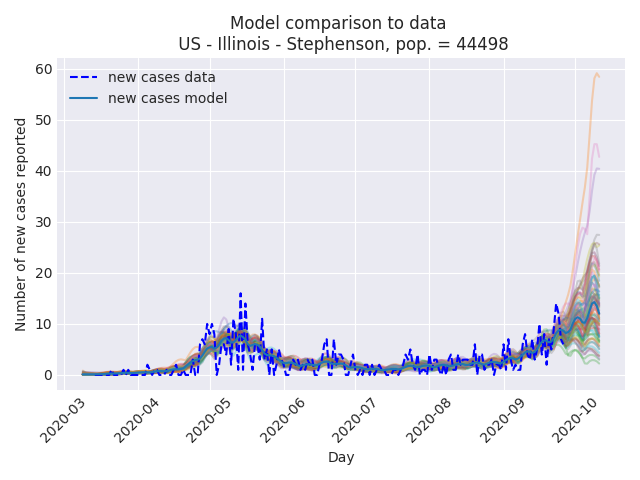 Model comparison to data
US - Illinois - Stephenson, pop. = 44498
new cases data
new cases model
Number of new cases reported
60
50
40
30
20
10
0
2020-03
2020-04
2020-05
2020-06
2020-07
2020-08
2020-09
2020-10
Day